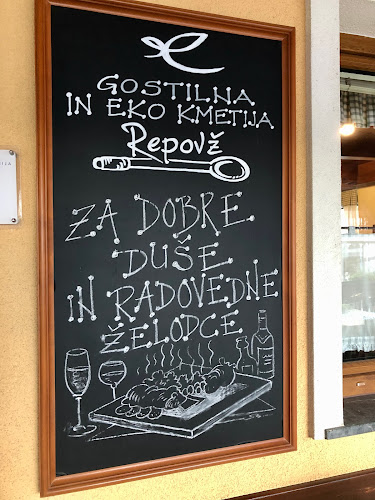 GOSTILNA
IN EKO KMETIJA
Repovž
ZA DOBRE
DUŠE
IN RADOVEDNE
ŽELODCE